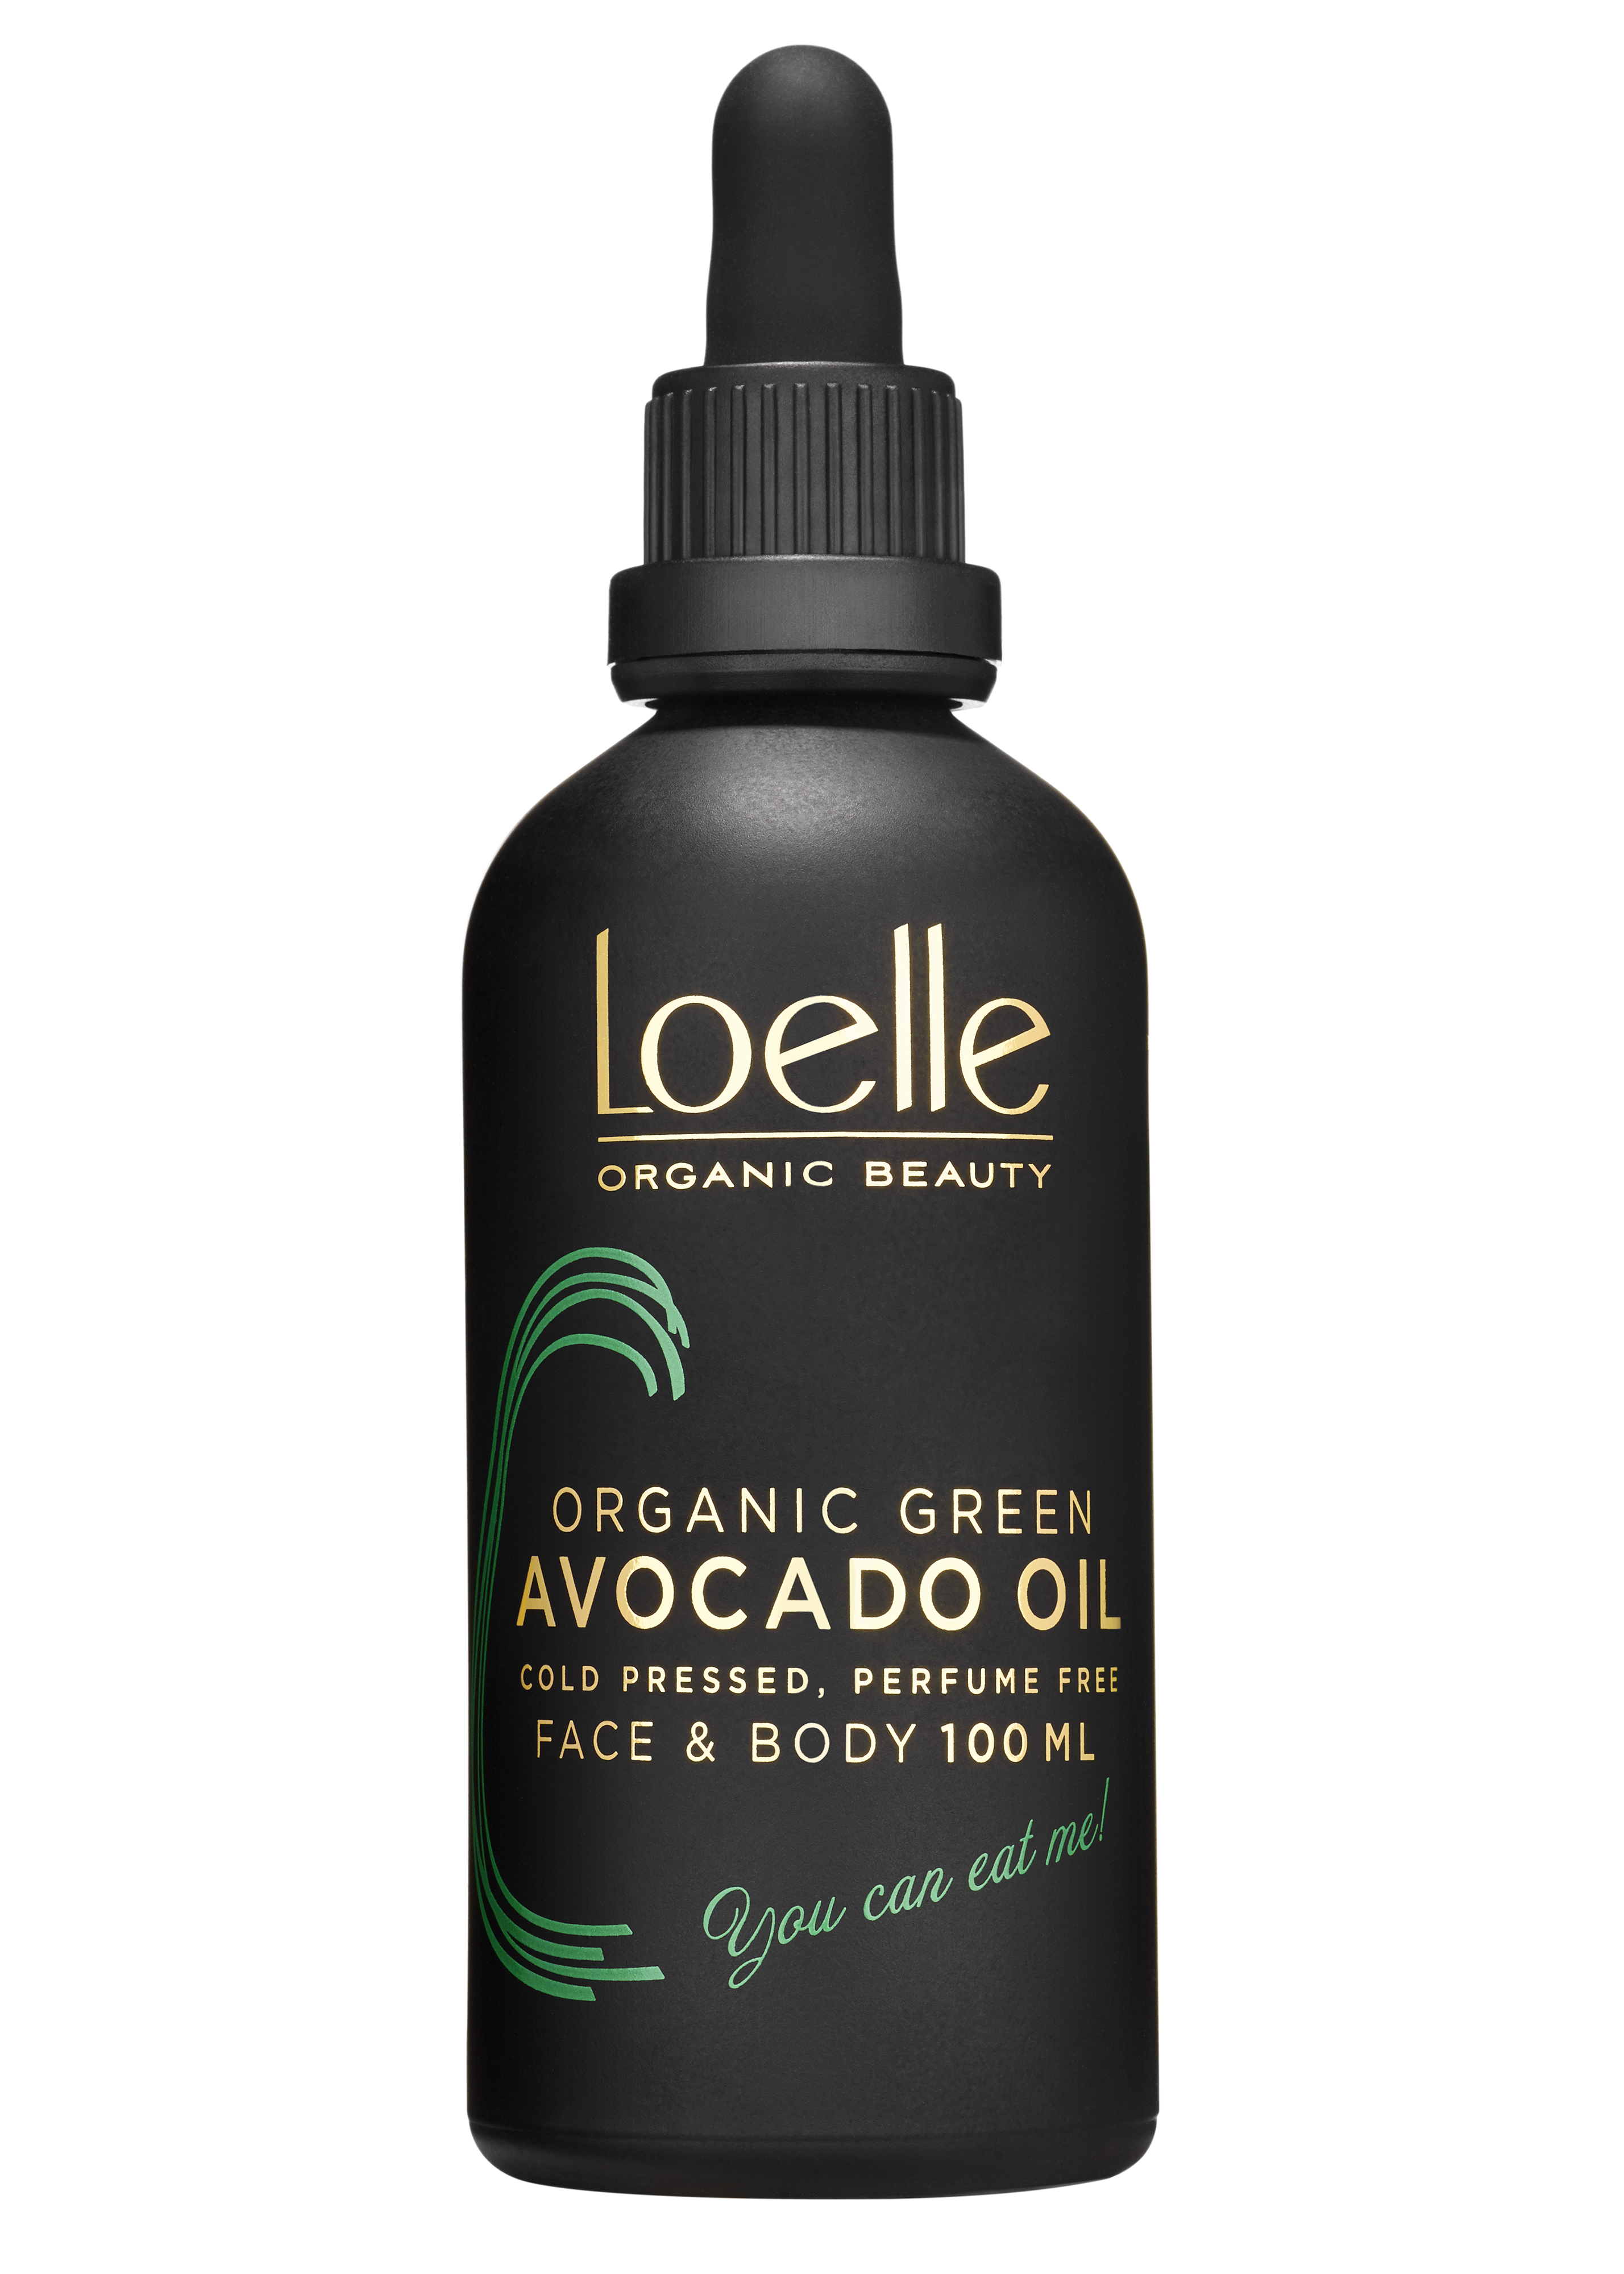 Loelle
ORGANIC BEAUTY
ORGANIC GREEN
AVOCADO OIL
COLD PRESSED, PERFUME FREE
FACE & BODY 100 ML
You can eat me!